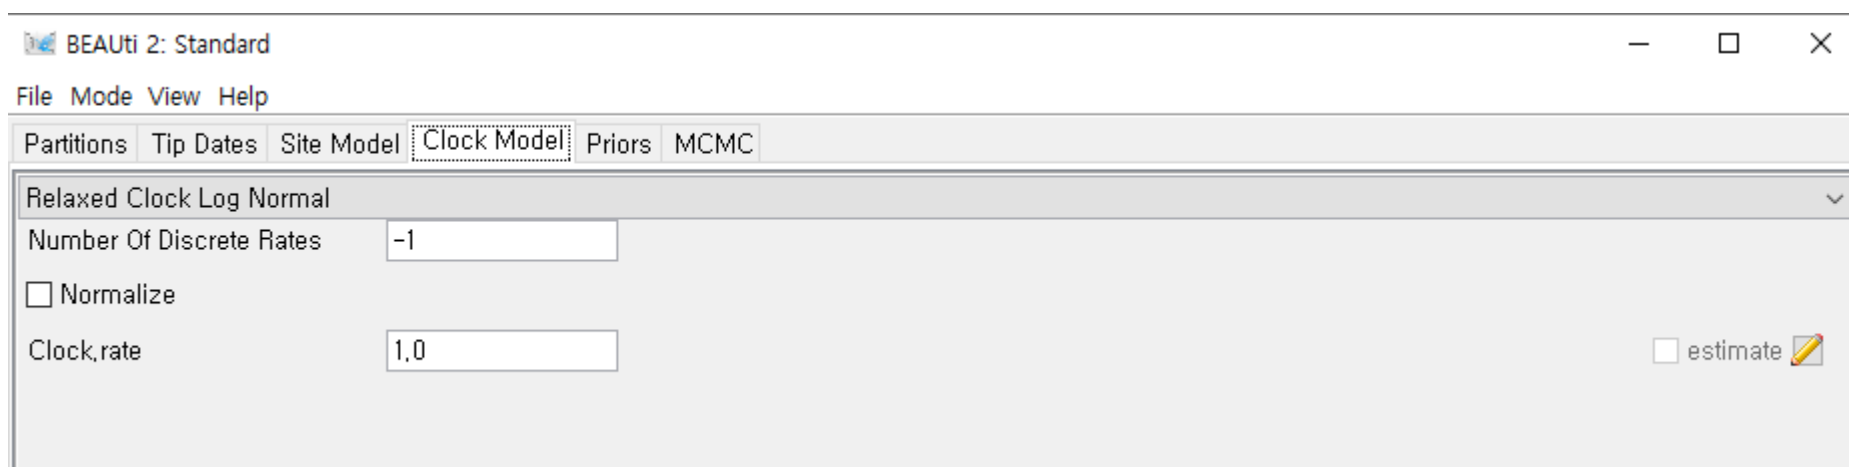 BEAUti 2: Standard
File Mode View Help
Partitions Tip Dates Site Model Clock Model Priors MCMC
Relaxed Clock Log Normal
Number Of Discrete Rates -1
Normalize
Clock.rate 1.0 estimate